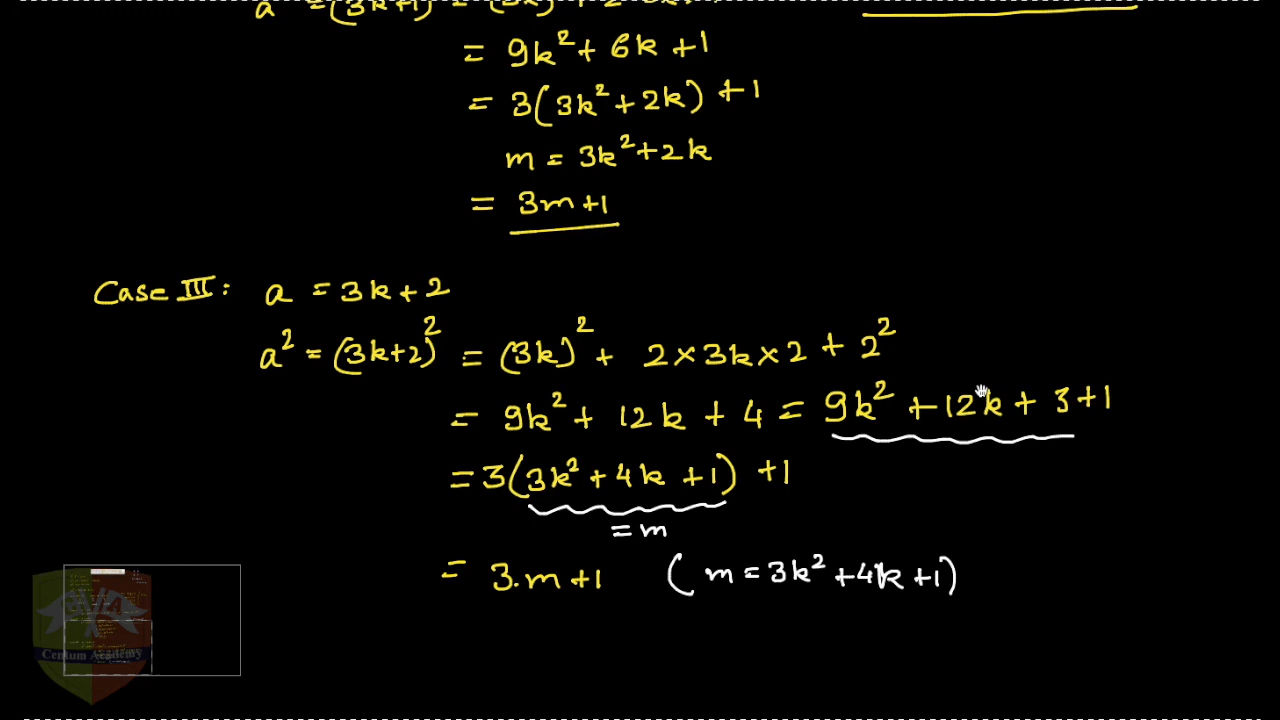 = 9k² + 6k + 1
= 3(3k² + 2k) + 1
m = 3k² + 2k
= 3m + 1
Case III: a = 3k + 2
a² = (3k+2)² = (3k)² + 2 × 3k × 2 + 2²
= 9k² + 12k + 4 = 9k² + 12k + 3 + 1
= 3(3k² + 4k + 1) + 1
= m
= 3.m + 1 (m = 3k² + 4k + 1)
Centum Academy